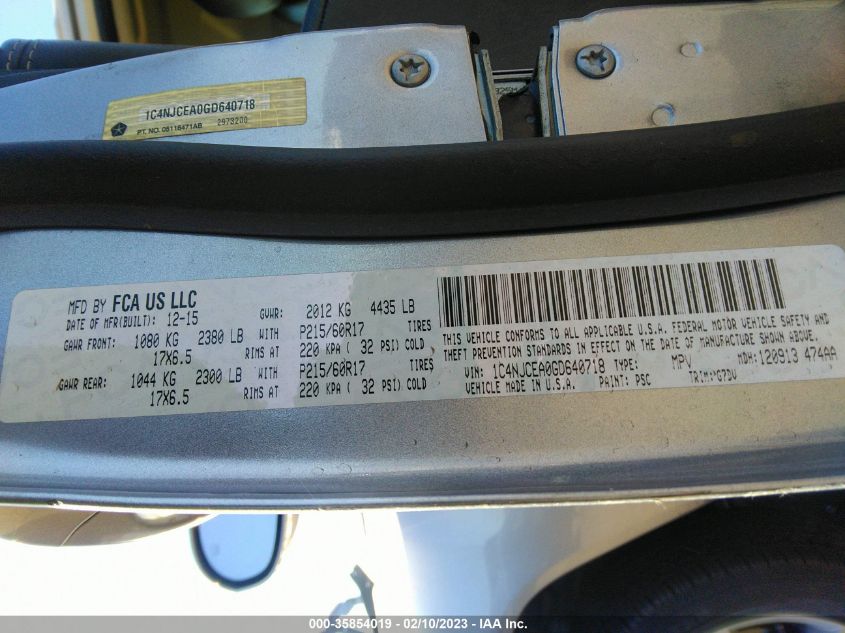 1C4NJCEA0GD640718
PT. NO. 05116471AB 2973200
MFD BY FCA US LLC
DATE OF MFR(BUILT): 12-15 GVWR: 2012 KG 4435 LB
GAWR FRONT: 1080 KG 2380 LB WITH P215/60R17 TIRES
17X6.5 RIMS AT 220 KPA ( 32 PSI) COLD
GAWR REAR: 1044 KG 2300 LB WITH P215/60R17 TIRES
17X6.5 RIMS AT 220 KPA ( 32 PSI) COLD
THIS VEHICLE CONFORMS TO ALL APPLICABLE U.S.A. FEDERAL MOTOR VEHICLE SAFETY AND
THEFT PREVENTION STANDARDS IN EFFECT ON THE DATE OF MANUFACTURE SHOWN ABOVE.
VIN: 1C4NJCEA0GD640718 TYPE: MPV MDH: 120913 474AA
VEHICLE MADE IN U.S.A. PAINT: PSC TRIM:*G7DV
000-35854019 — 02/10/2023 — IAA Inc.